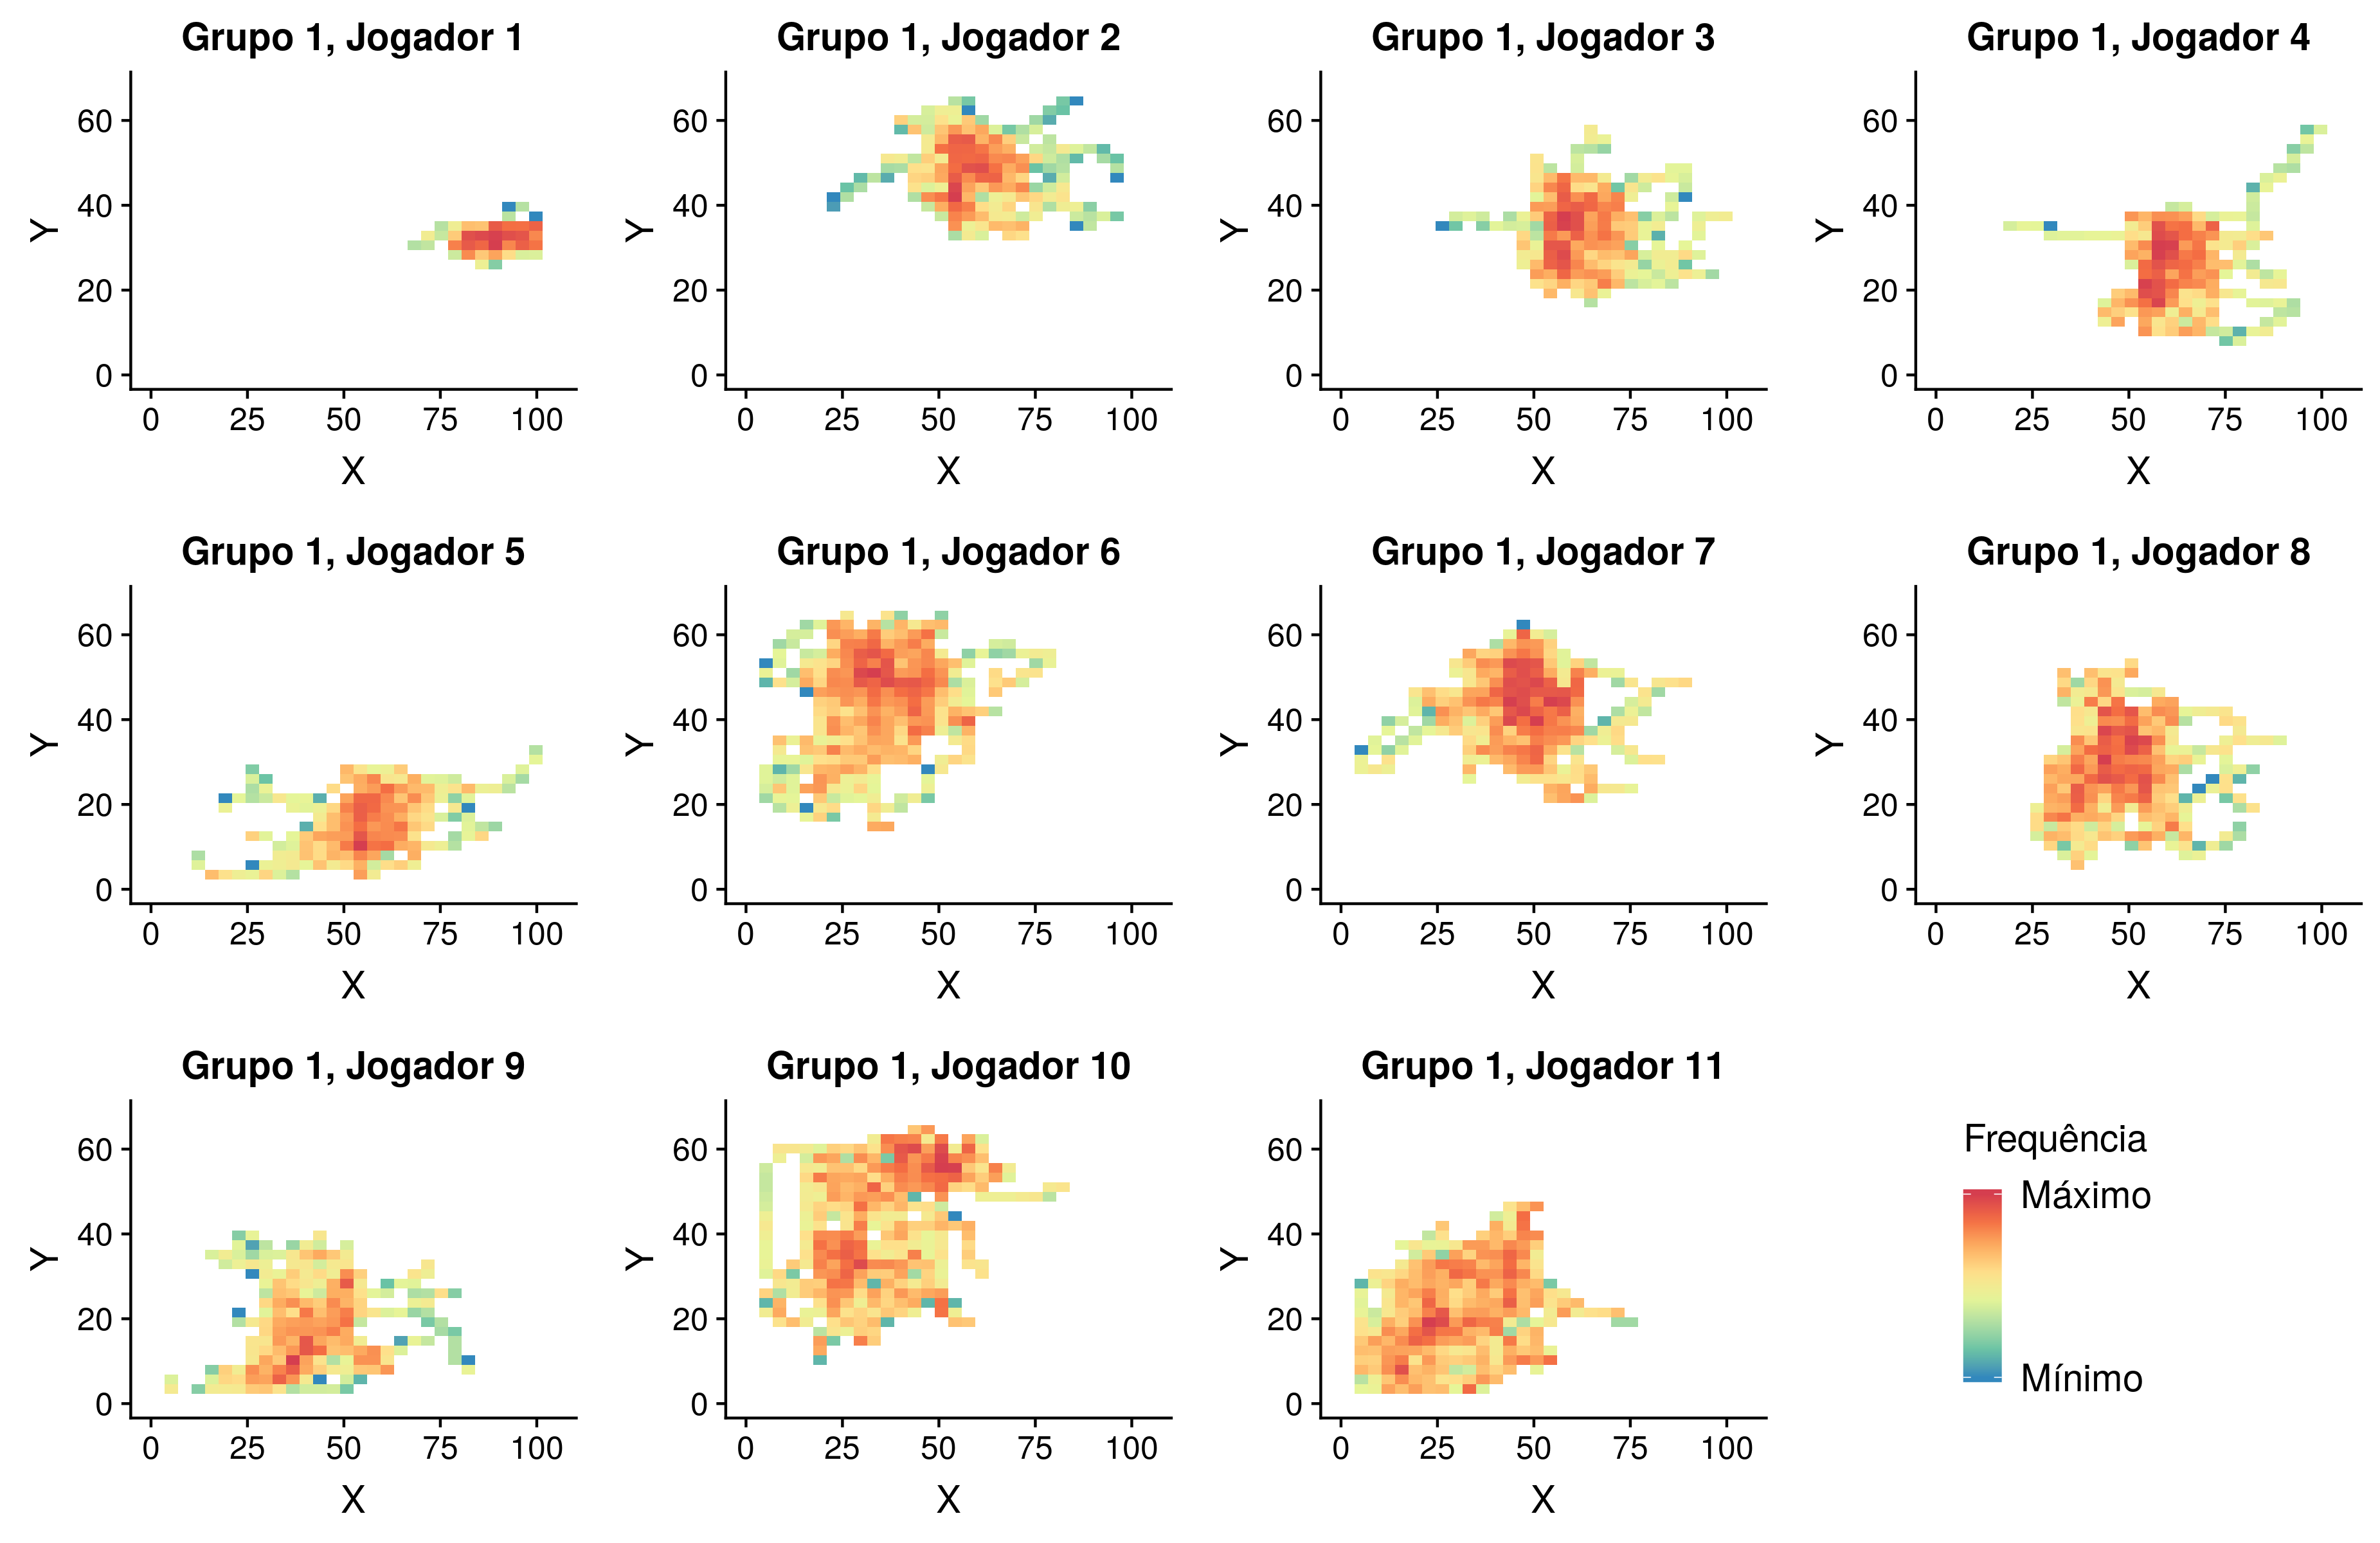 Grupo 1, Jogador 1
Y
60
40
20
0
0 25 50 75 100
X
Grupo 1, Jogador 2
Y
60
40
20
0
0 25 50 75 100
X
Grupo 1, Jogador 3
Y
60
40
20
0
0 25 50 75 100
X
Grupo 1, Jogador 4
Y
60
40
20
0
0 25 50 75 100
X
Grupo 1, Jogador 5
Y
60
40
20
0
0 25 50 75 100
X
Grupo 1, Jogador 6
Y
60
40
20
0
0 25 50 75 100
X
Grupo 1, Jogador 7
Y
60
40
20
0
0 25 50 75 100
X
Grupo 1, Jogador 8
Y
60
40
20
0
0 25 50 75 100
X
Grupo 1, Jogador 9
Y
60
40
20
0
0 25 50 75 100
X
Grupo 1, Jogador 10
Y
60
40
20
0
0 25 50 75 100
X
Grupo 1, Jogador 11
Y
60
40
20
0
0 25 50 75 100
X
Frequência
Máximo
Mínimo